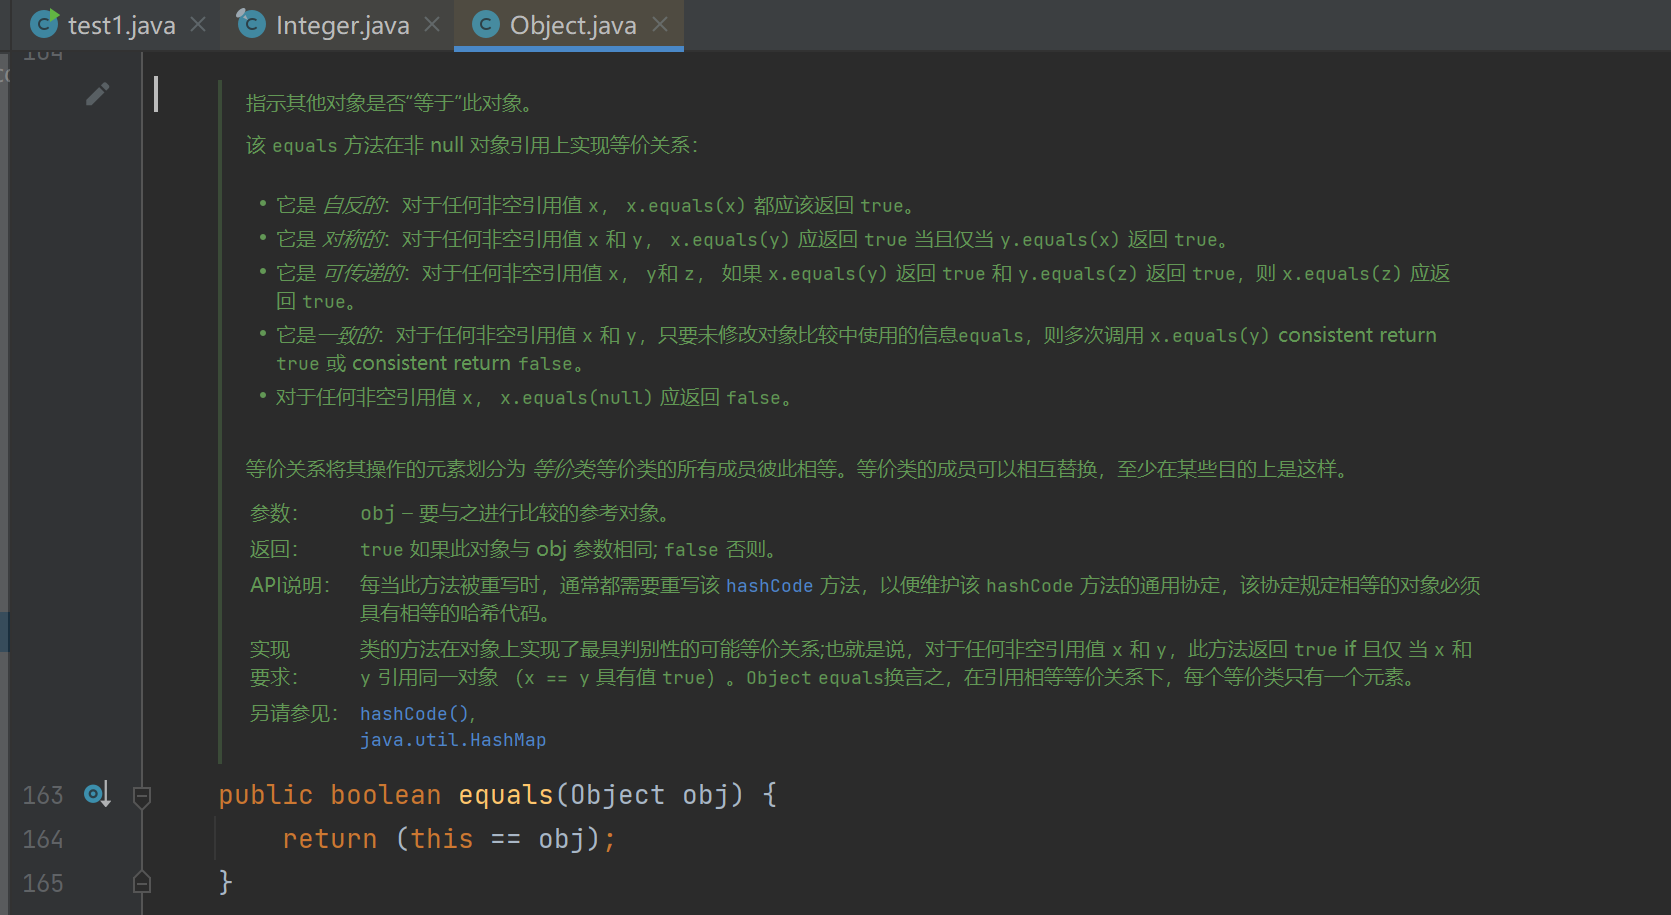 test1.java Integer.java Object.java
指示其他对象是否“等于”此对象。
该 equals 方法在非 null 对象引用上实现等价关系：
• 它是 自反的：对于任何非空引用值 x， x.equals(x) 都应该返回 true。
• 它是 对称的：对于任何非空引用值 x 和 y， x.equals(y) 应返回 true 当且仅当 y.equals(x) 返回 true。
• 它是 可传递的：对于任何非空引用值 x， y和 z， 如果 x.equals(y) 返回 true 和 y.equals(z) 返回 true，则 x.equals(z) 应返
回 true。
• 它是一致的：对于任何非空引用值 x 和 y，只要未修改对象比较中使用的信息equals，则多次调用 x.equals(y) consistent return
true 或 consistent return false。
• 对于任何非空引用值 x， x.equals(null) 应返回 false。
等价关系将其操作的元素划分为 等价类;等价类的所有成员彼此相等。等价类的成员可以相互替换，至少在某些目的上是这样。
参数： obj – 要与之进行比较的参考对象。
返回： true 如果此对象与 obj 参数相同; false 否则。
API说明： 每当此方法被重写时，通常都需要重写该 hashCode 方法，以便维护该 hashCode 方法的通用协定，该协定规定相等的对象必须
具有相等的哈希代码。
实现 类的方法在对象上实现了最具判别性的可能等价关系;也就是说，对于任何非空引用值 x 和 y，此方法返回 true if 且仅 当 x 和
要求： y 引用同一对象 （x == y 具有值 true）。Object equals换言之，在引用相等等价关系下，每个等价类只有一个元素。
另请参见： hashCode(),
java.util.HashMap
163 public boolean equals(Object obj) {
164 return (this == obj);
165 }